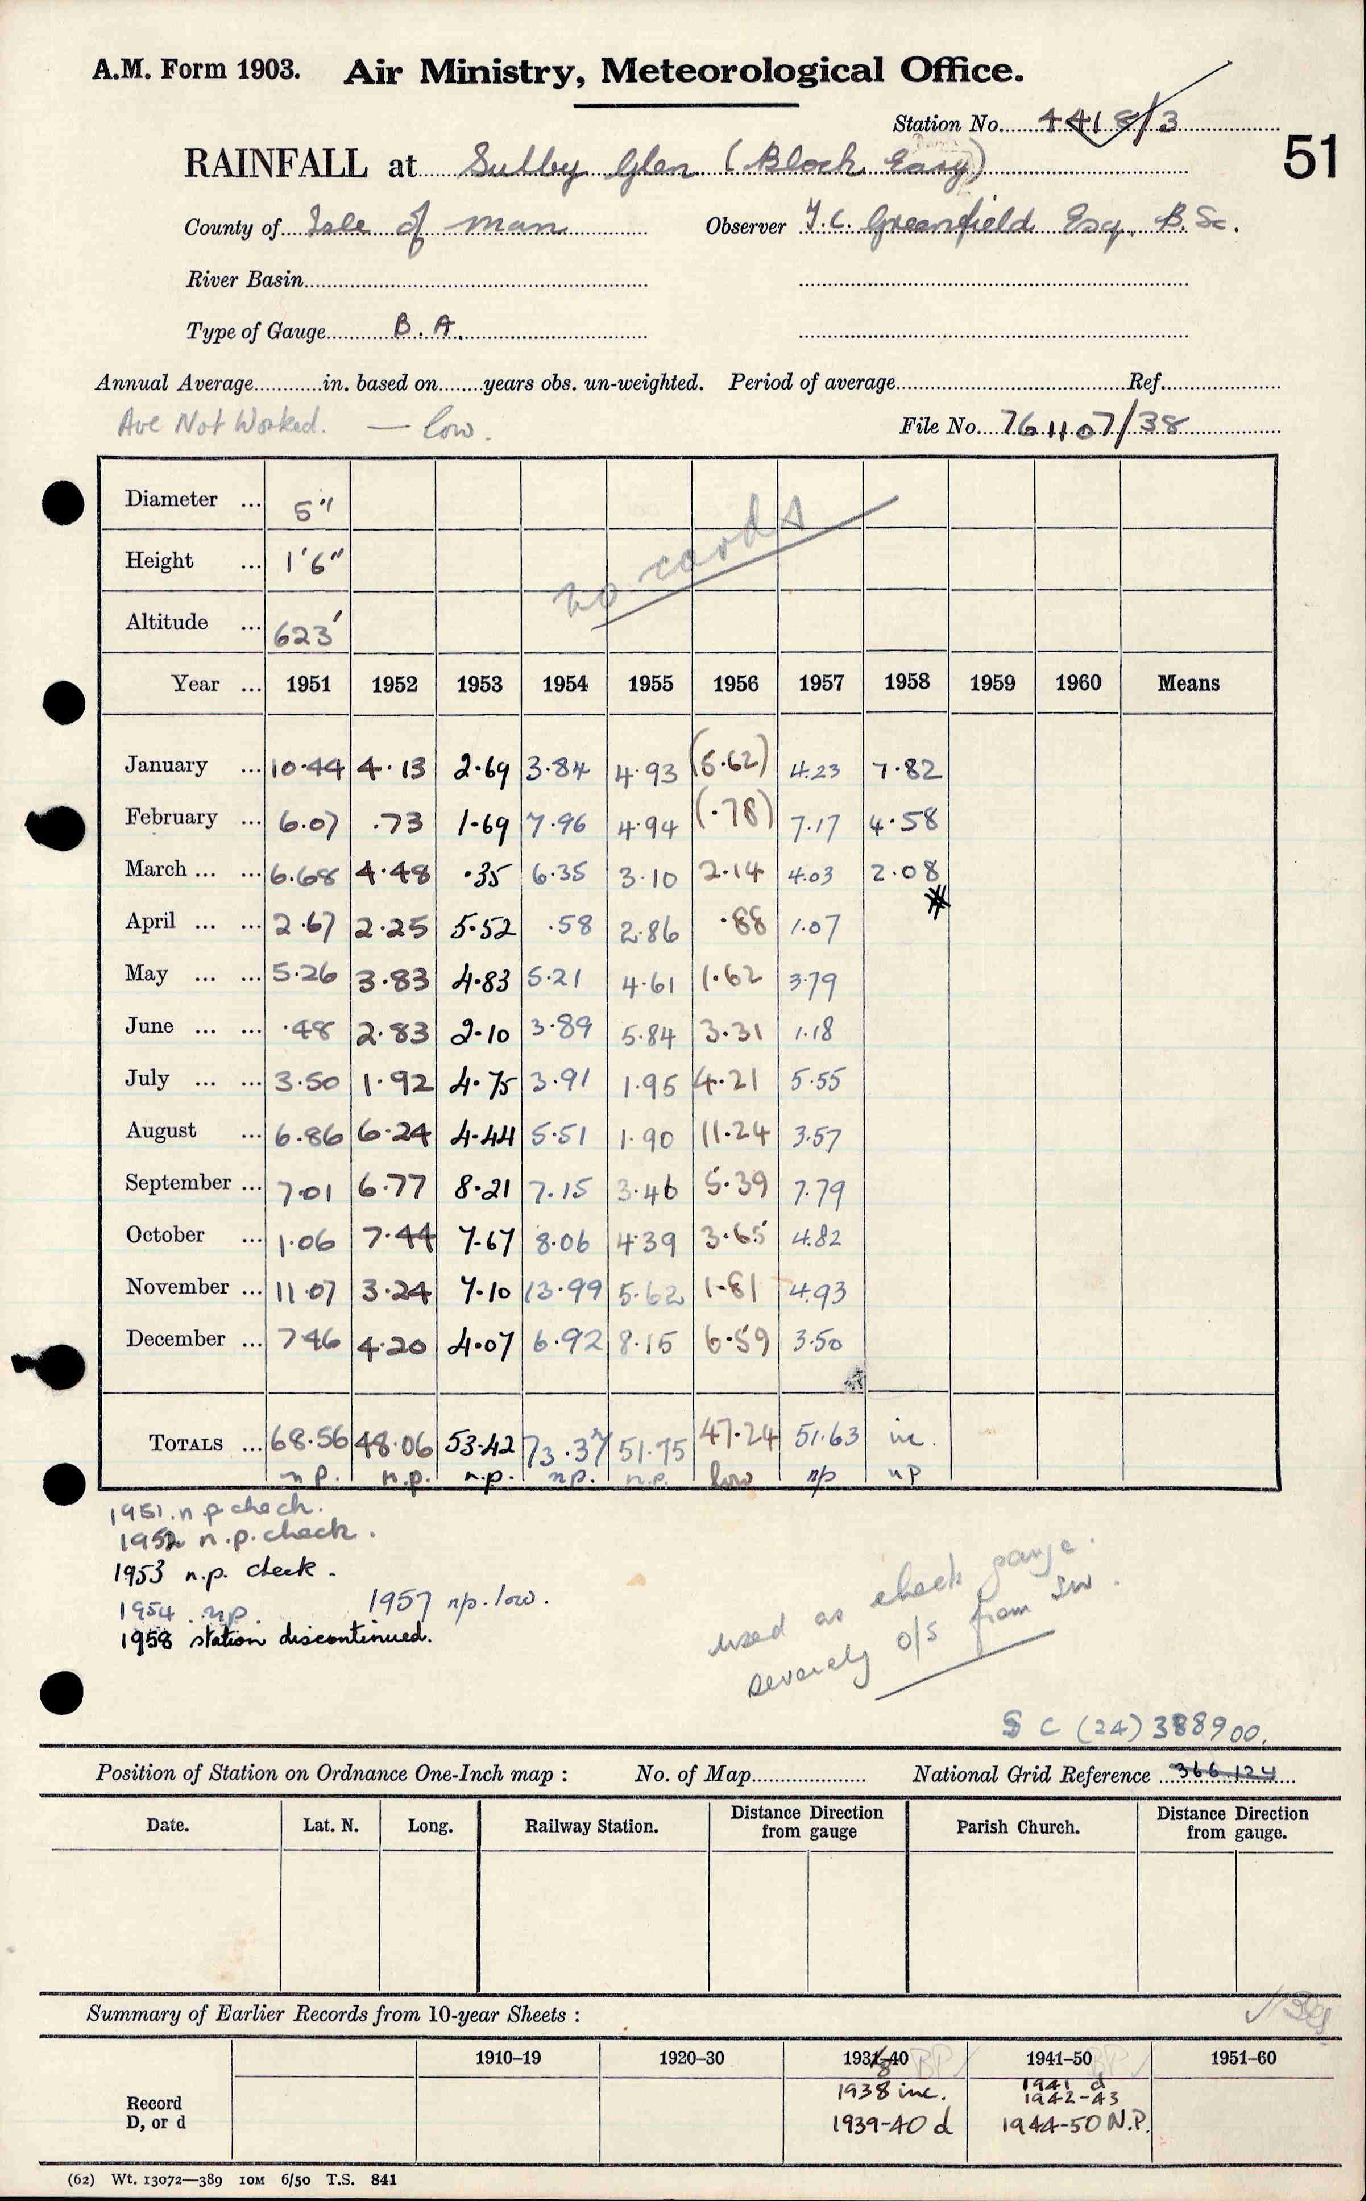 A.M. Form 1903. Air Ministry, Meteorological Office.
Station No. 4418/3
51
RAINFALL at Sulby Glen (Block Eary)
County of Isle of Man Observer T.C. Greenfield Esq. B.Sc.
River Basin
Type of Gauge B.A.
Annual Average in. based on years obs. un-weighted. Period of average Ref.
Ave Not Worked. — low. File No. 761107/38
Diameter ... 5"
Height ... 1'6"
no cards
Altitude ... 623'
Year ... 1951 1952 1953 1954 1955 1956 1957 1958 1959 1960 Means
January ... 10.44 4.13 2.69 3.84 4.93 (5.62) 4.23 7.82
February ... 6.07 .73 1.69 7.96 4.94 (.78) 7.17 4.58
March ... ... 6.68 4.48 .35 6.35 3.10 2.14 4.03 2.08
April ... ... 2.67 2.25 5.52 .58 2.86 .88 1.07
May ... ... 5.26 3.83 4.83 5.21 4.61 1.62 3.79
June ... ... .48 2.83 2.10 3.89 5.84 3.31 1.18
July ... ... 3.50 1.92 4.75 3.91 1.95 4.21 5.55
August ... 6.86 6.24 4.44 5.51 1.90 11.24 3.57
September ... 7.01 6.77 8.21 7.15 3.46 5.39 7.79
October ... 1.06 7.44 7.67 8.06 4.39 3.65 4.82
November ... 11.07 3.24 7.10 13.99 5.62 1.81 4.93
December ... 7.46 4.20 4.07 6.92 8.15 6.59 3.50
TOTALS ... 68.56 48.06 53.42 73.37 51.75 47.24 51.63 inc.
n.p. n.p. n.p. n.p. n.p. low np np
1951. n p check.
1952 n.p. check.
1953 n.p. check.
1954. np. 1957 np. low.
1958 station discontinued.
used as check gauge.
severely o/s from SW.
S C (24) 388900.
Position of Station on Ordnance One-Inch map : No. of Map National Grid Reference 366124
Date. Lat. N. Long. Railway Station. Distance Direction from gauge Parish Church. Distance Direction from gauge.
Summary of Earlier Records from 10-year Sheets :
1910–19 1920–30 1931–40 1941–50 1951–60
Record D, or d
1938 inc. 1941 d
1942-43
1939-40 d 1944-50 N.P.
(62) Wt. 13072—389 10M 6/50 T.S. 841